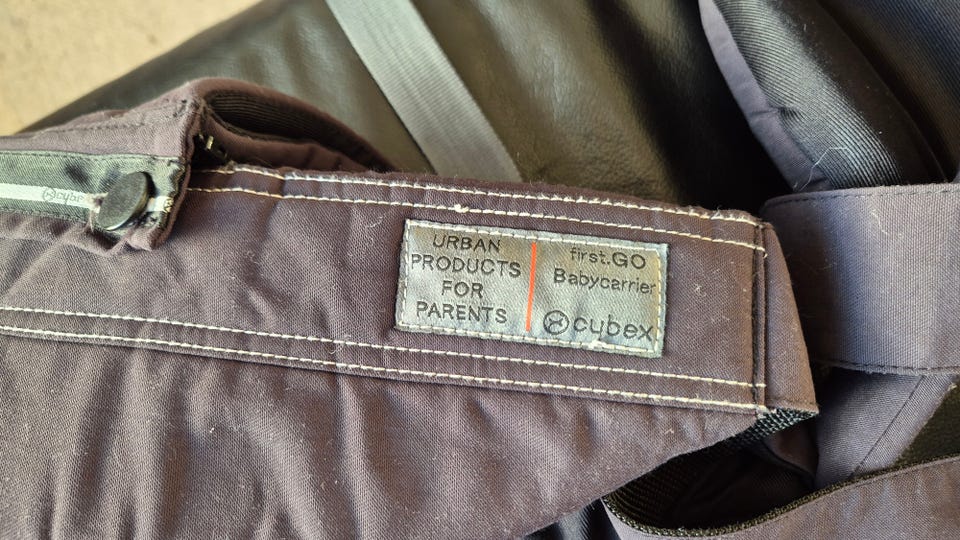 URBAN
PRODUCTS
FOR
PARENTS
first.GO
Babycarrier
cybex
cybex